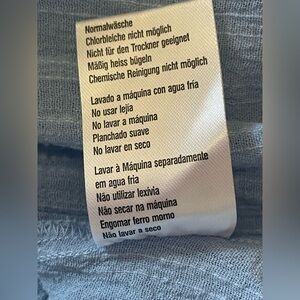 Normalwäsche
Chlorbleiche nicht möglich
Nicht für den Trockner geeignet
Mäßig heiss bügeln
Chemische Reinigung nicht möglich
Lavado a máquina con agua fría
No usar lejia
No lavar a máquina
Planchado suave
No lavar en seco
Lavar à Máquina separadamente
em agua fria
Não utilizar lexivia
Não secar na máquina
Engomar ferro morno
Não lavar a seco